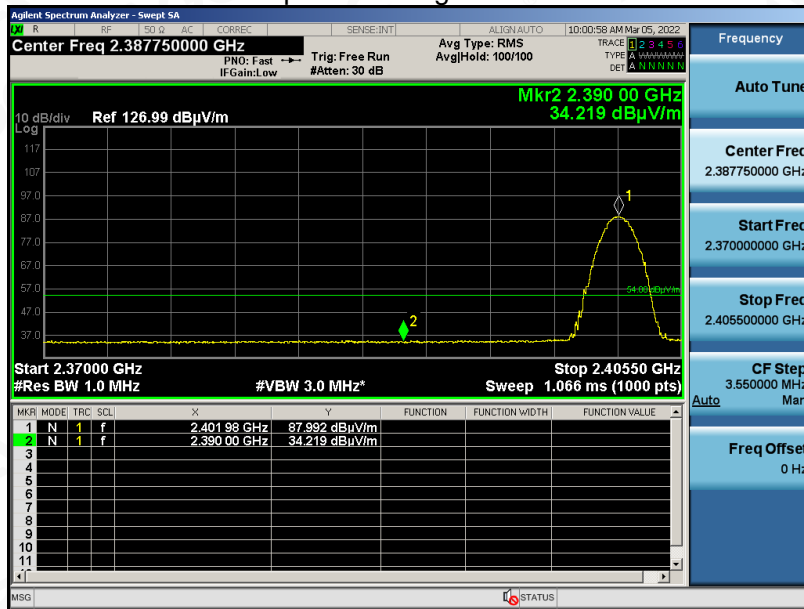 Agilent Spectrum Analyzer - Swept SA
LXI R RF 50 Ω AC CORREC SENSE:INT ALIGN AUTO 10:00:58 AM Mar 05, 2022
Center Freq 2.387750000 GHz
PNO: Fast
IFGain:Low
Trig: Free Run
#Atten: 30 dB
Avg Type: RMS
Avg|Hold: 100/100
TRACE 1 2 3 4 5 6
TYPE A WWWWW
DET A N N N N N
Mkr2 2.390 00 GHz
34.219 dBµV/m
10 dB/div Ref 126.99 dBµV/m
Log
117
107
97.0
87.0
77.0
67.0
57.0
47.0
37.0
1
2
54.00 dBµV/m
Start 2.37000 GHz Stop 2.40550 GHz
#Res BW 1.0 MHz #VBW 3.0 MHz* Sweep 1.066 ms (1000 pts)
MKR MODE TRC SCL X Y FUNCTION FUNCTION WIDTH FUNCTION VALUE
1 N 1 f 2.401 98 GHz 87.992 dBµV/m
2 N 1 f 2.390 00 GHz 34.219 dBµV/m
3
4
5
6
7
8
9
10
11
MSG STATUS
Frequency
Auto Tune
Center Freq
2.387750000 GHz
Start Freq
2.370000000 GHz
Stop Freq
2.405500000 GHz
CF Step
3.550000 MHz
Auto Man
Freq Offset
0 Hz